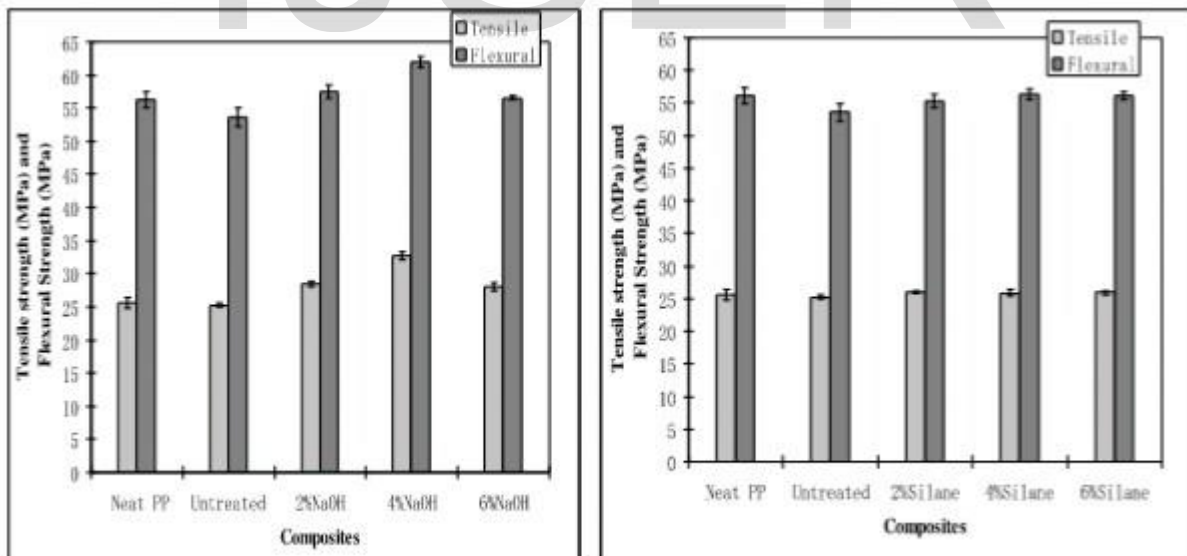 IJSER
Tensile
Flexural
65
60
55
50
45
40
35
30
25
20
15
10
5
0
Tensile strength (MPa) and
Flexural Strength (MPa)
Neat PP Untreated 2%NaOH 4%NaOH 6%NaOH
Composites
Tensile
Flexural
65
60
55
50
45
40
35
30
25
20
15
10
5
0
Tensile strength (MPa) and
Flexural Strength (MPa)
Neat PP Untreated 2%Silane 4%Silane 6%Silane
Composites